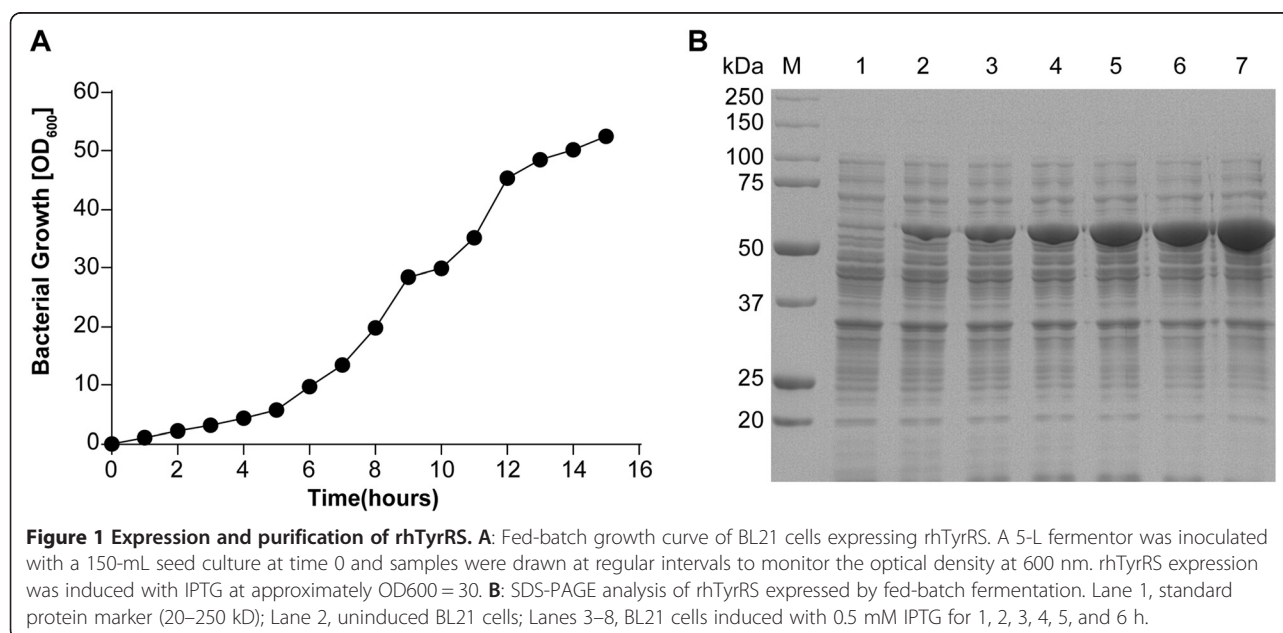 A
Bacterial Growth [OD600]
60
50
40
30
20
10
0
0 2 4 6 8 10 12 14 16
Time(hours)
B
kDa M 1 2 3 4 5 6 7
250
150
100
75
50
37
25
20
Figure 1 Expression and purification of rhTyrRS. A: Fed-batch growth curve of BL21 cells expressing rhTyrRS. A 5-L fermentor was inoculated
with a 150-mL seed culture at time 0 and samples were drawn at regular intervals to monitor the optical density at 600 nm. rhTyrRS expression
was induced with IPTG at approximately OD600 = 30. B: SDS-PAGE analysis of rhTyrRS expressed by fed-batch fermentation. Lane 1, standard
protein marker (20–250 kD); Lane 2, uninduced BL21 cells; Lanes 3–8, BL21 cells induced with 0.5 mM IPTG for 1, 2, 3, 4, 5, and 6 h.